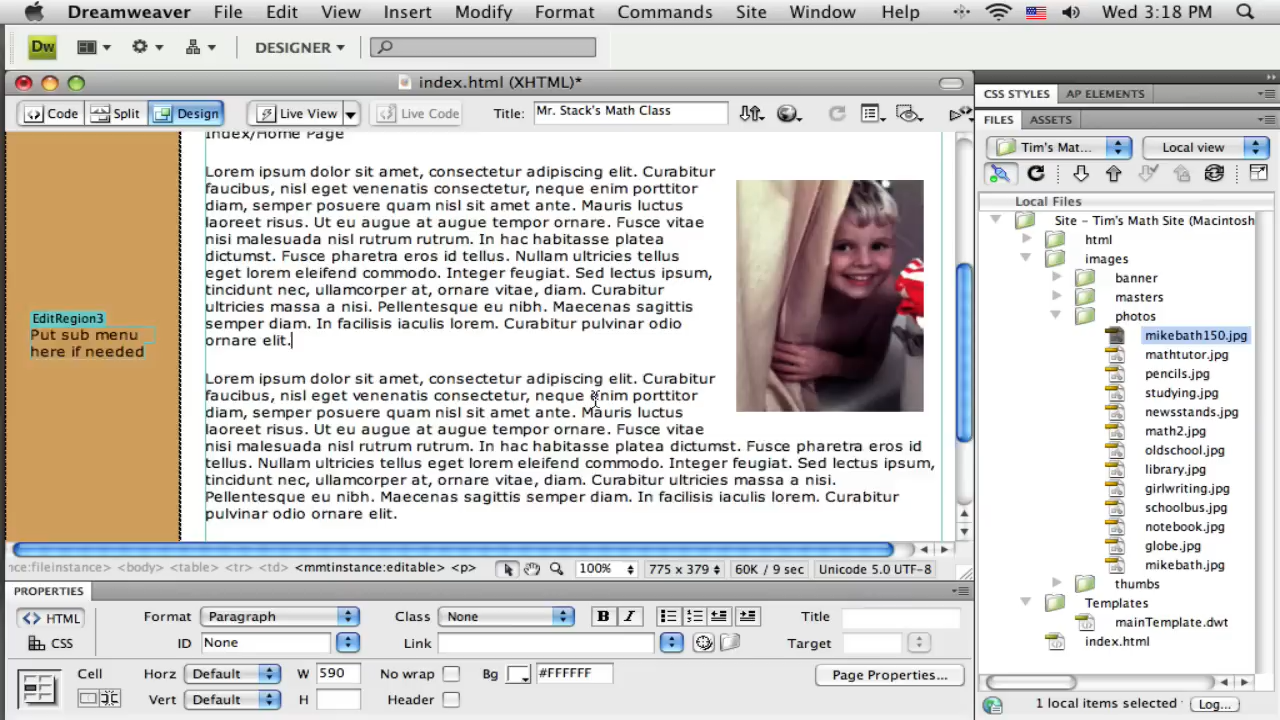 Dreamweaver File Edit View Insert Modify Format Commands Site Window Help Wed 3:18 PM
Dw DESIGNER
index.html (XHTML)*
Code Split Design Live View Live Code Title: Mr. Stack's Math Class
Index/Home Page
Lorem ipsum dolor sit amet, consectetur adipiscing elit. Curabitur
faucibus, nisl eget venenatis consectetur, neque enim porttitor
diam, semper posuere quam nisl sit amet ante. Mauris luctus
laoreet risus. Ut eu augue at augue tempor ornare. Fusce vitae
nisi malesuada nisl rutrum rutrum. In hac habitasse platea
dictumst. Fusce pharetra eros id tellus. Nullam ultricies tellus
eget lorem eleifend commodo. Integer feugiat. Sed lectus ipsum,
tincidunt nec, ullamcorper at, ornare vitae, diam. Curabitur
ultricies massa a nisi. Pellentesque eu nibh. Maecenas sagittis
semper diam. In facilisis iaculis lorem. Curabitur pulvinar odio
ornare elit.
Lorem ipsum dolor sit amet, consectetur adipiscing elit. Curabitur
faucibus, nisl eget venenatis consectetur, neque enim porttitor
diam, semper posuere quam nisl sit amet ante. Mauris luctus
laoreet risus. Ut eu augue at augue tempor ornare. Fusce vitae
nisi malesuada nisl rutrum rutrum. In hac habitasse platea dictumst. Fusce pharetra eros id
tellus. Nullam ultricies tellus eget lorem eleifend commodo. Integer feugiat. Sed lectus ipsum,
tincidunt nec, ullamcorper at, ornare vitae, diam. Curabitur ultricies massa a nisi.
Pellentesque eu nibh. Maecenas sagittis semper diam. In facilisis iaculis lorem. Curabitur
pulvinar odio ornare elit.
EditRegion3
Put sub menu
here if needed
ce:fileinstance> <body> <table> <tr> <td> <mmtinstance:editable> <p> 100% 775 x 379 60K / 9 sec Unicode 5.0 UTF-8
PROPERTIES
<> HTML Format Paragraph Class None B I Title
CSS ID None Link Target
Cell Horz Default W 590 No wrap Bg #FFFFFF Page Properties...
Vert Default H Header
CSS STYLES AP ELEMENTS
FILES ASSETS
Tim's Mat... Local view
Local Files
Site - Tim's Math Site (Macintosh
html
images
banner
masters
photos
mikebath150.jpg
mathtutor.jpg
pencils.jpg
studying.jpg
newsstands.jpg
math2.jpg
oldschool.jpg
library.jpg
girlwriting.jpg
schoolbus.jpg
notebook.jpg
globe.jpg
mikebath.jpg
thumbs
Templates
mainTemplate.dwt
index.html
1 local items selected Log...